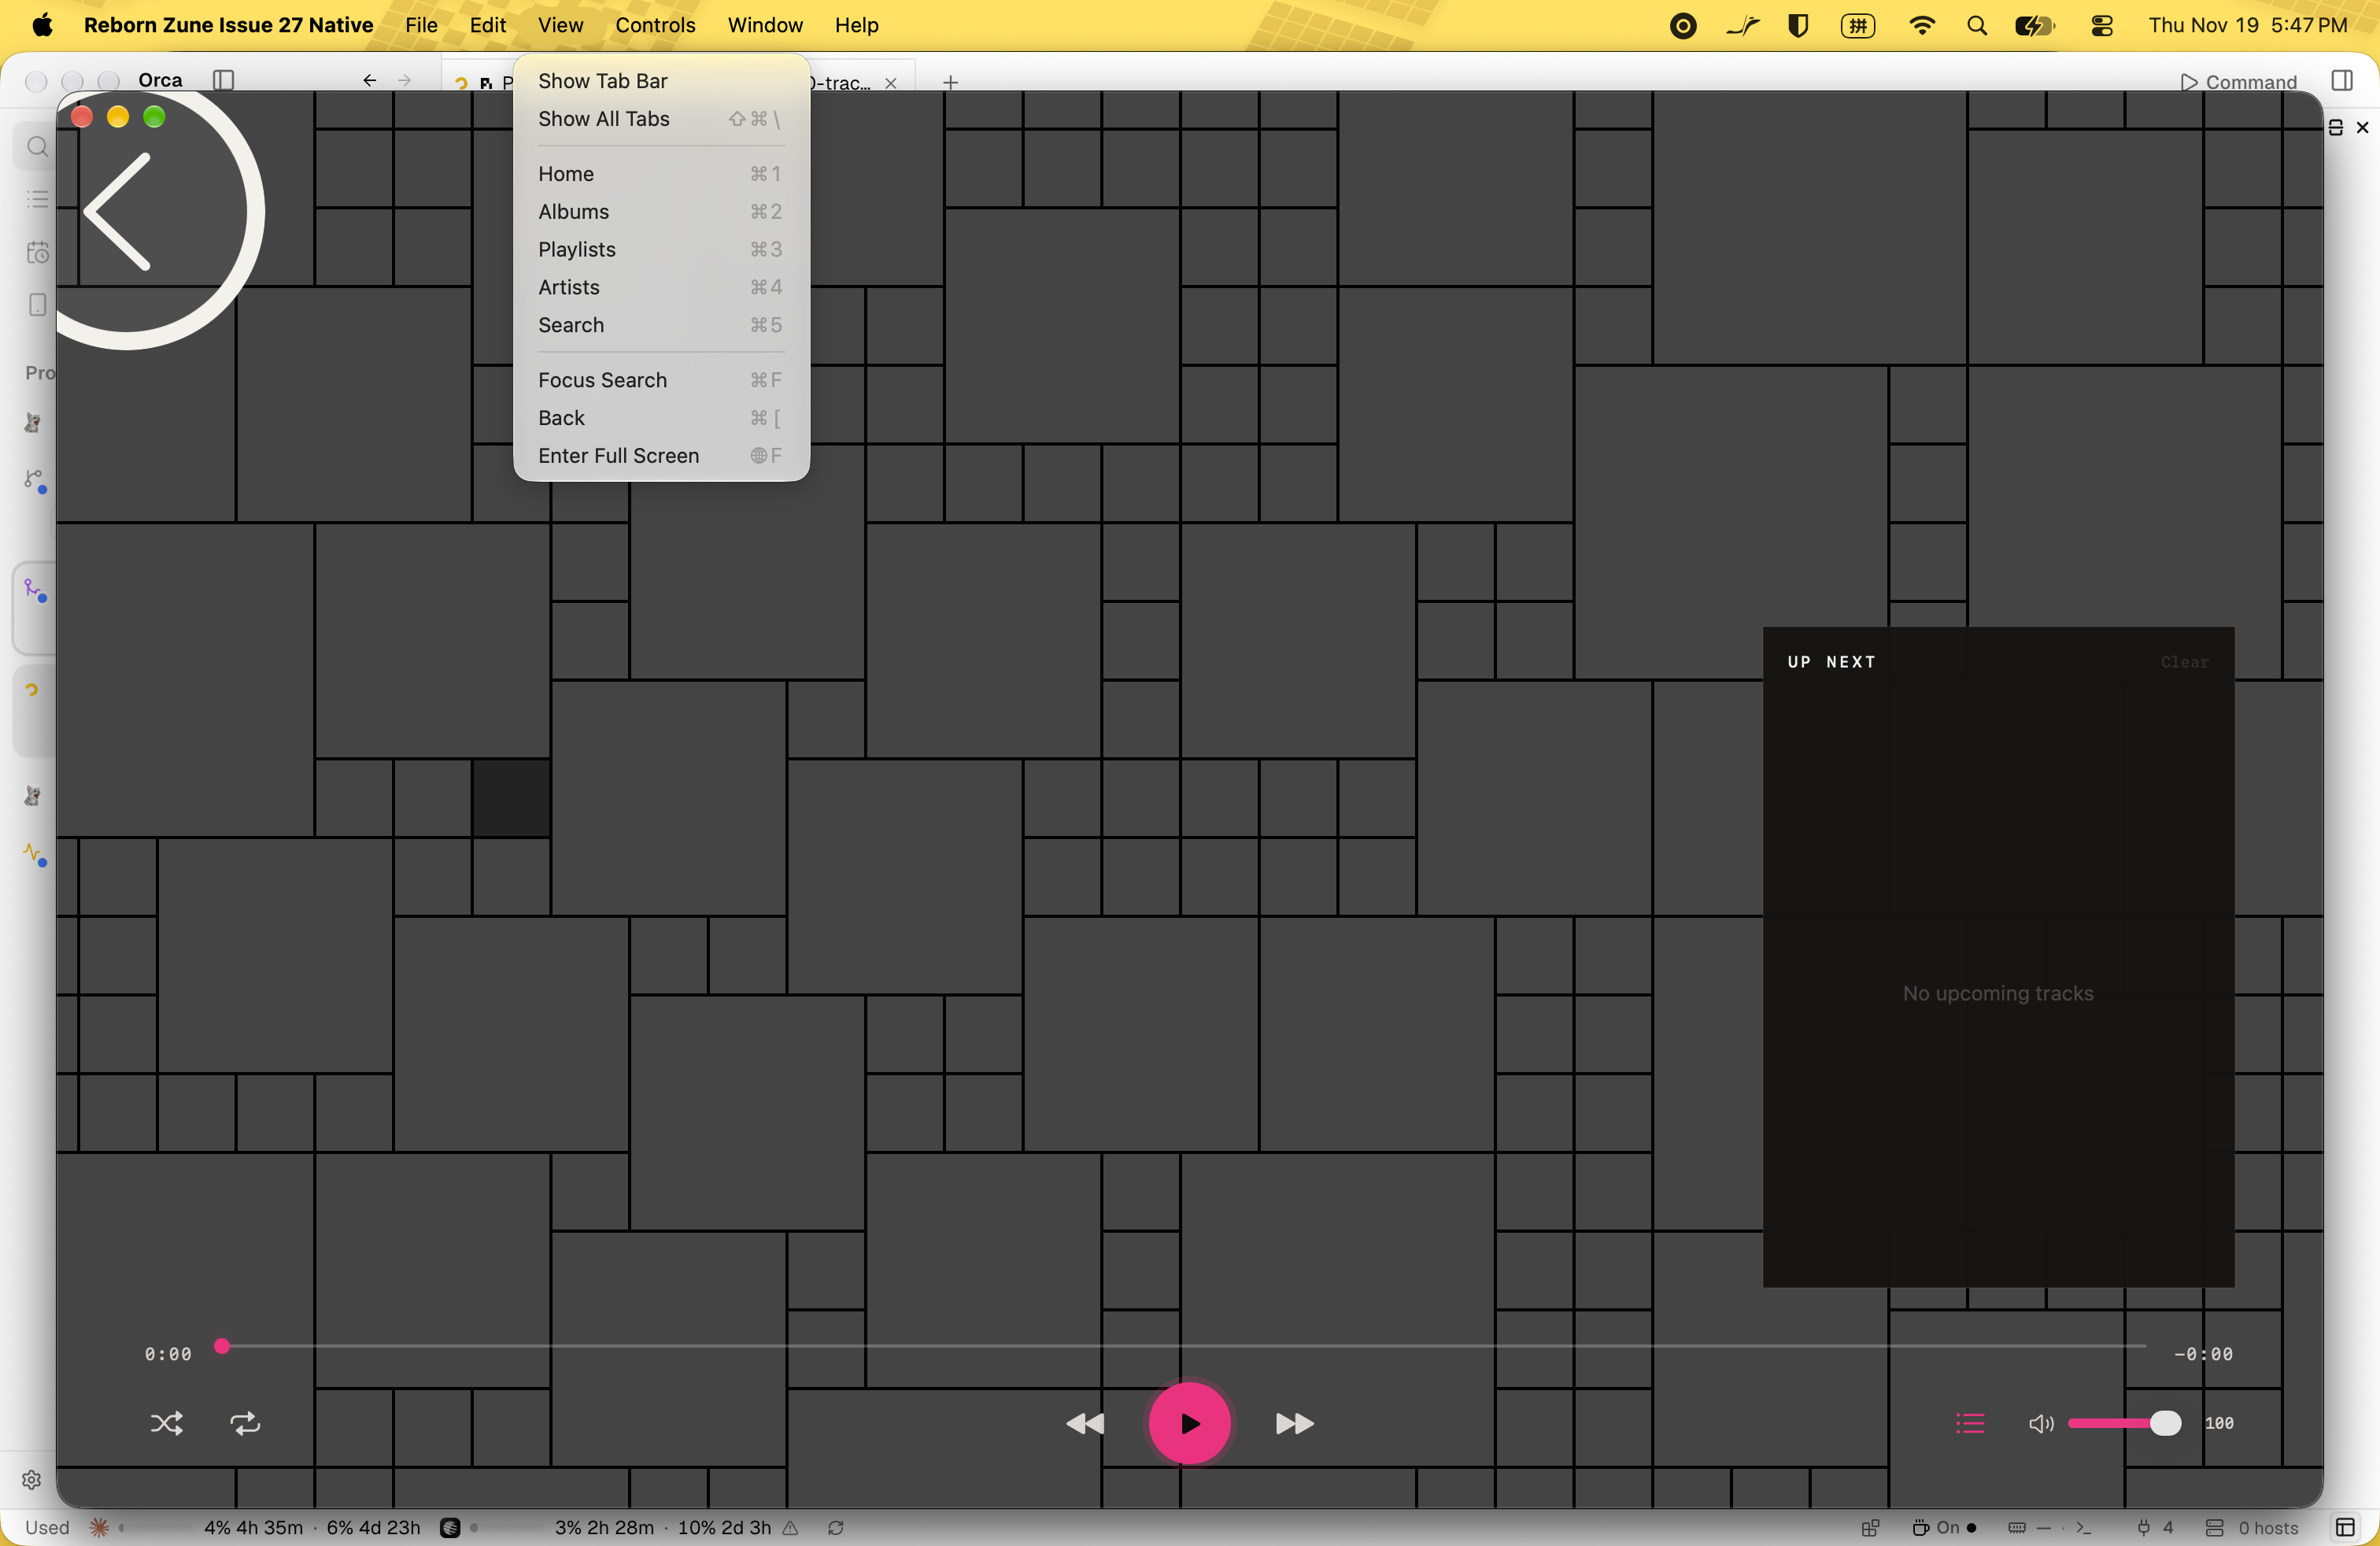 Reborn Zune Issue 27 Native File Edit View Controls Window Help
拼 Thu Nov 19 5:47 PM
Orca
P
0-trac...
Command
Show Tab Bar
Show All Tabs ⇧⌘\
Home ⌘1
Albums ⌘2
Playlists ⌘3
Artists ⌘4
Search ⌘5
Focus Search ⌘F
Back ⌘[
Enter Full Screen F
Pro
UP NEXT Clear
No upcoming tracks
0:00
-0:00
100
Used 4% 4h 35m · 6% 4d 23h 3% 2h 28m · 10% 2d 3h
On — · 4 0 hosts